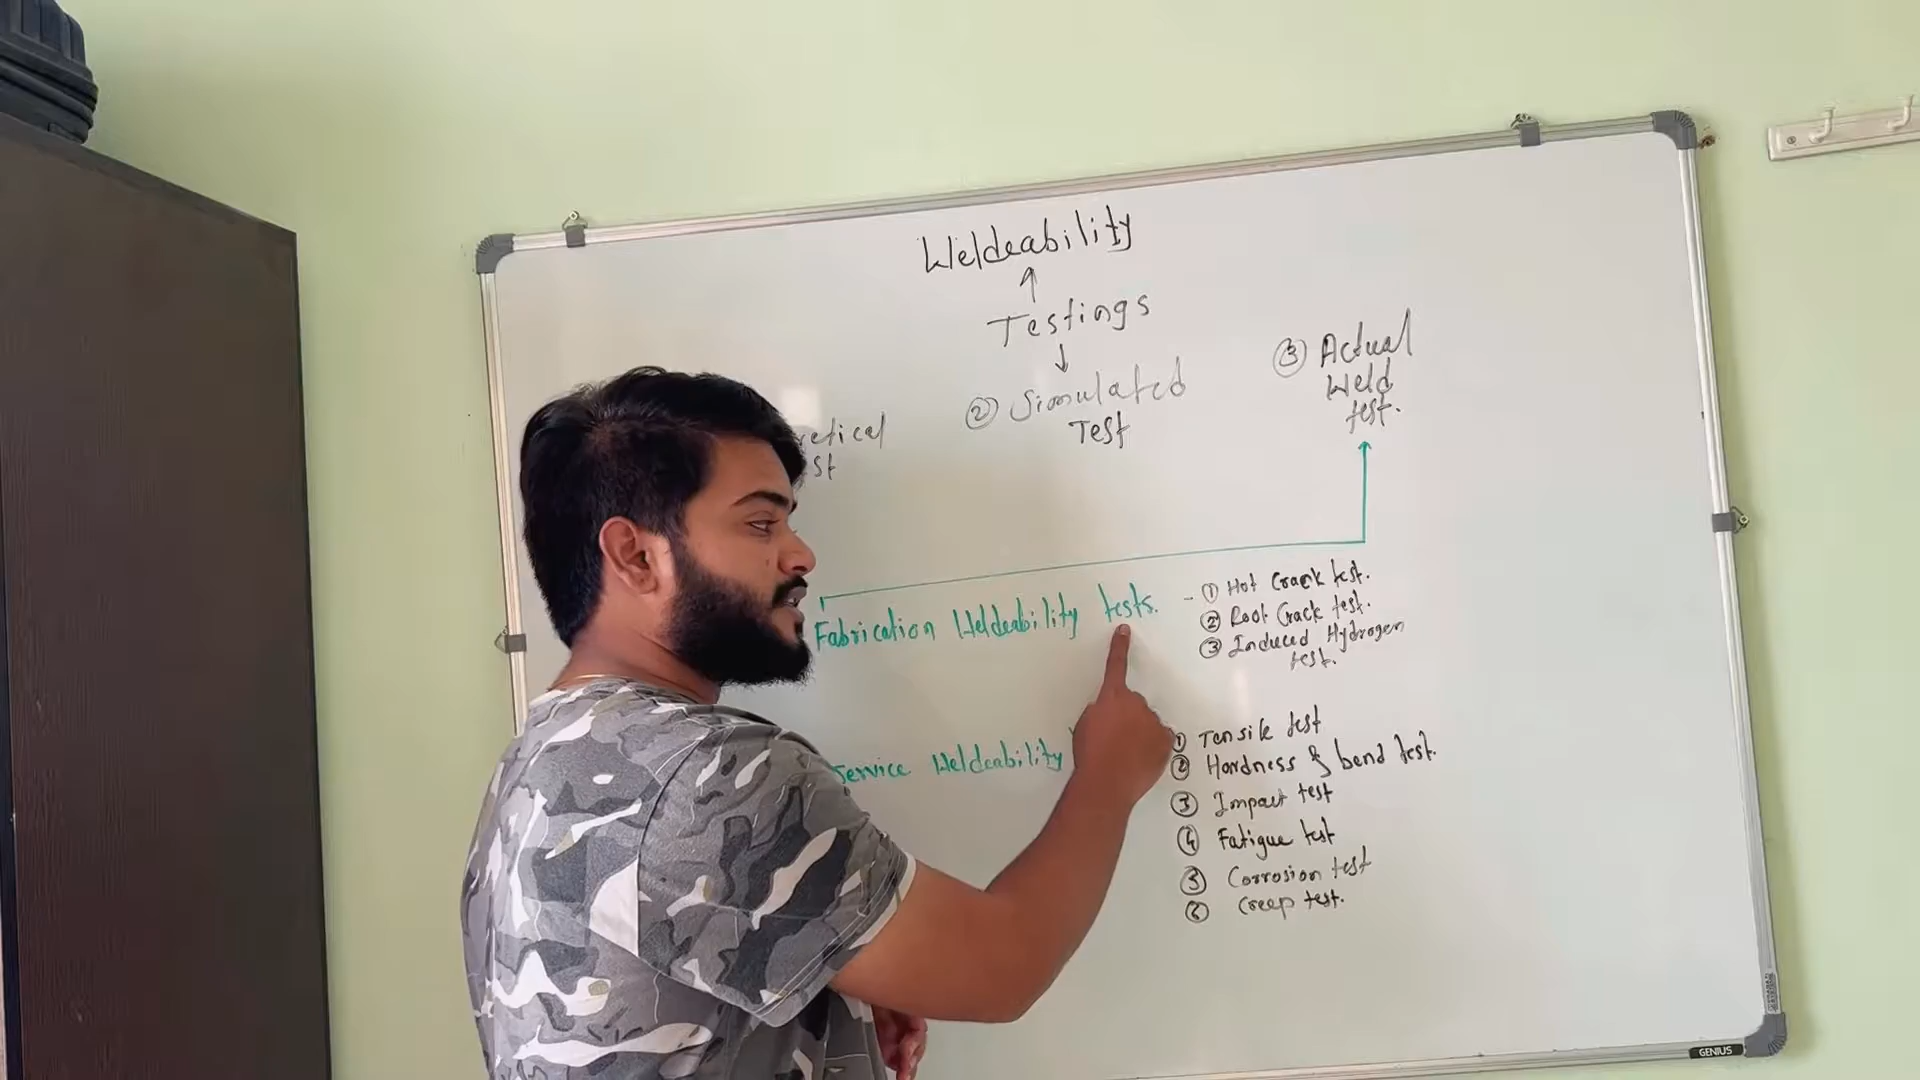 Weldeability
Testings
② Simulated
Test
③ Actual
Weld
test.
Fabrication Weldeability tests.
- ① Hot Crack test.
② Root Crack test.
③ Induced Hydrogen
test.
Service Weldeability
① Tensile test
② Hardness & bend test.
③ Impact test
④ Fatigue test
⑤ Corrosion test
⑥ Creep test.
GENIUS